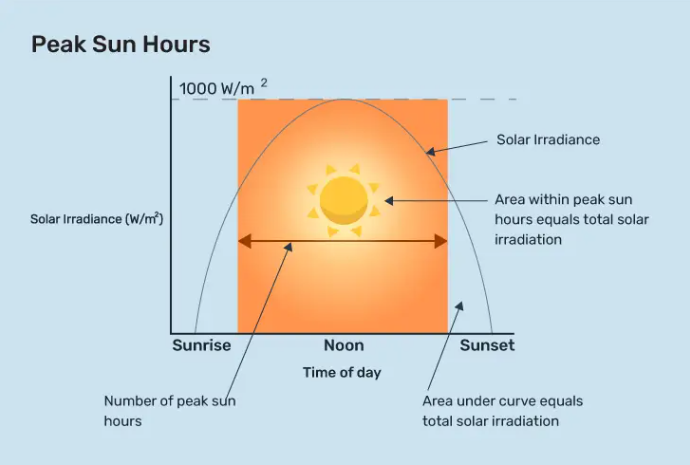 Peak Sun Hours
1000 W/m 2
Solar Irradiance
Area within peak sun
hours equals total solar
irradiation
Solar Irradiance (W/m²)
Sunrise
Noon
Sunset
Time of day
Number of peak sun
hours
Area under curve equals
total solar irradiation